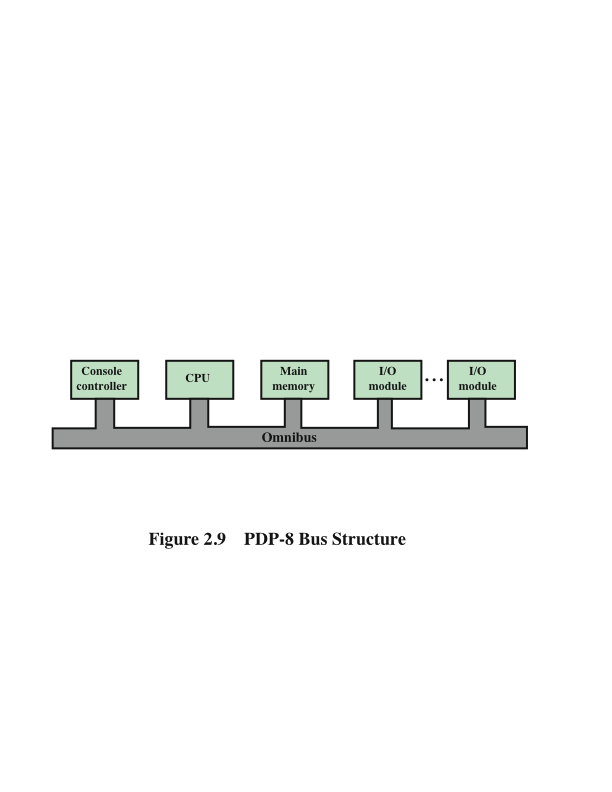 Console
controller
CPU
Main
memory
I/O
module
...
I/O
module
Omnibus
Figure 2.9 PDP-8 Bus Structure